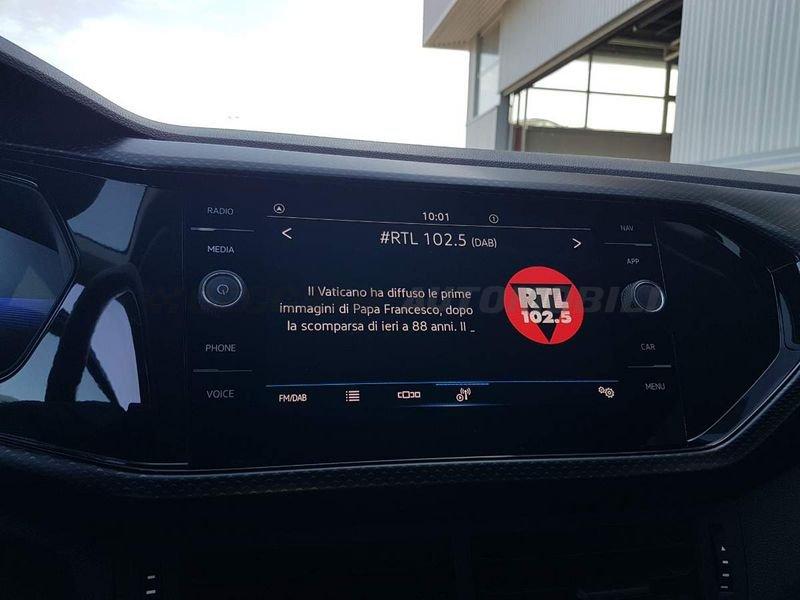 RADIO
MEDIA
PHONE
VOICE
10:01
#RTL 102.5 (DAB)
Il Vaticano ha diffuso le prime
immagini di Papa Francesco, dopo
la scomparsa di ieri a 88 anni. Il _
RTL
102.5
FM/DAB
NAV
APP
CAR
MENU